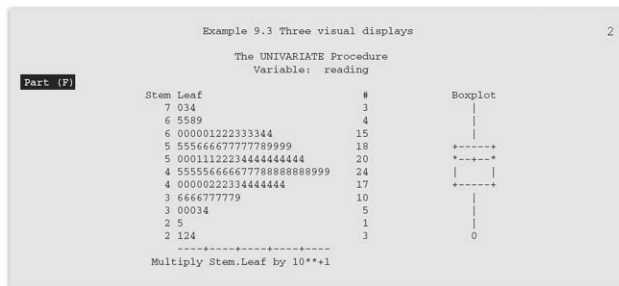 Example 9.3 Three visual displays 2
The UNIVARIATE Procedure
Variable: reading
Part (F)
Stem Leaf # Boxplot
7 034 3 |
6 5589 4 |
6 000001222333344 15 |
5 555666677777789999 18 +-----+
5 00011122234444444444 20 *--+--*
4 555556666677788888888999 24 | |
4 00000222334444444 17 +-----+
3 6666777779 10 |
3 00034 5 |
2 5 1 |
2 124 3 0
----+----+----+----+----
Multiply Stem.Leaf by 10**+1